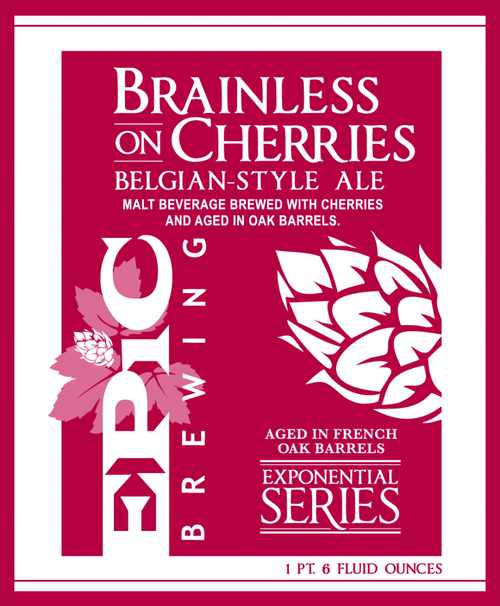 BRAINLESS
ON CHERRIES
BELGIAN-STYLE ALE
MALT BEVERAGE BREWED WITH CHERRIES
AND AGED IN OAK BARRELS.
EPIC
BREWING
AGED IN FRENCH
OAK BARRELS
EXPONENTIAL
SERIES
1 PT. 6 FLUID OUNCES